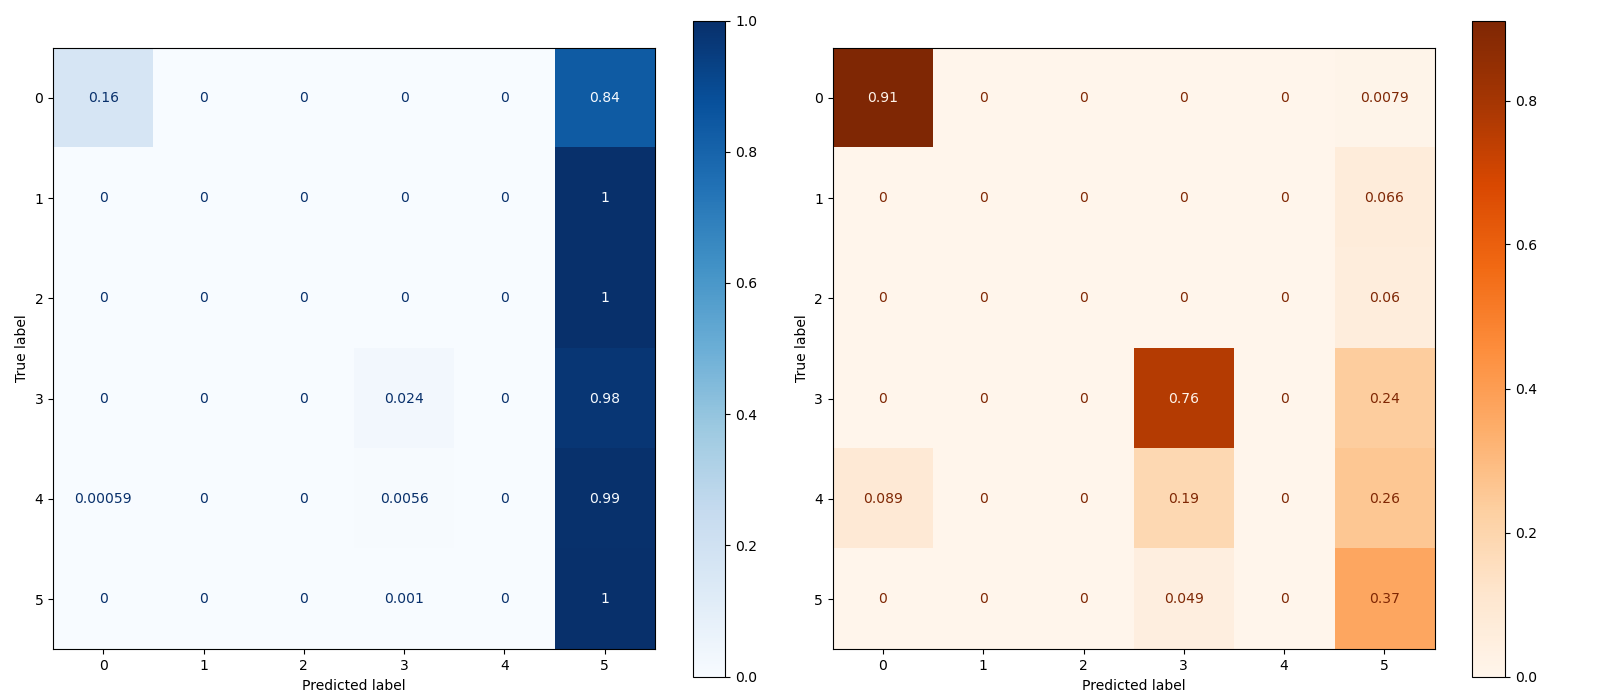 1.0
0 0.16 0 0 0 0 0.84
0.8
1 0 0 0 0 0 1
2 0 0 0 0 0 1
0.6
True label
3 0 0 0 0.024 0 0.98
0.4
4 0.00059 0 0 0.0056 0 0.99
0.2
5 0 0 0 0.001 0 1
0.0
0 1 2 3 4 5
Predicted label
0 0.91 0 0 0 0 0.0079
0.8
1 0 0 0 0 0 0.066
0.6
2 0 0 0 0 0 0.06
True label
3 0 0 0 0.76 0 0.24
0.4
4 0.089 0 0 0.19 0 0.26
0.2
5 0 0 0 0.049 0 0.37
0.0
0 1 2 3 4 5
Predicted label